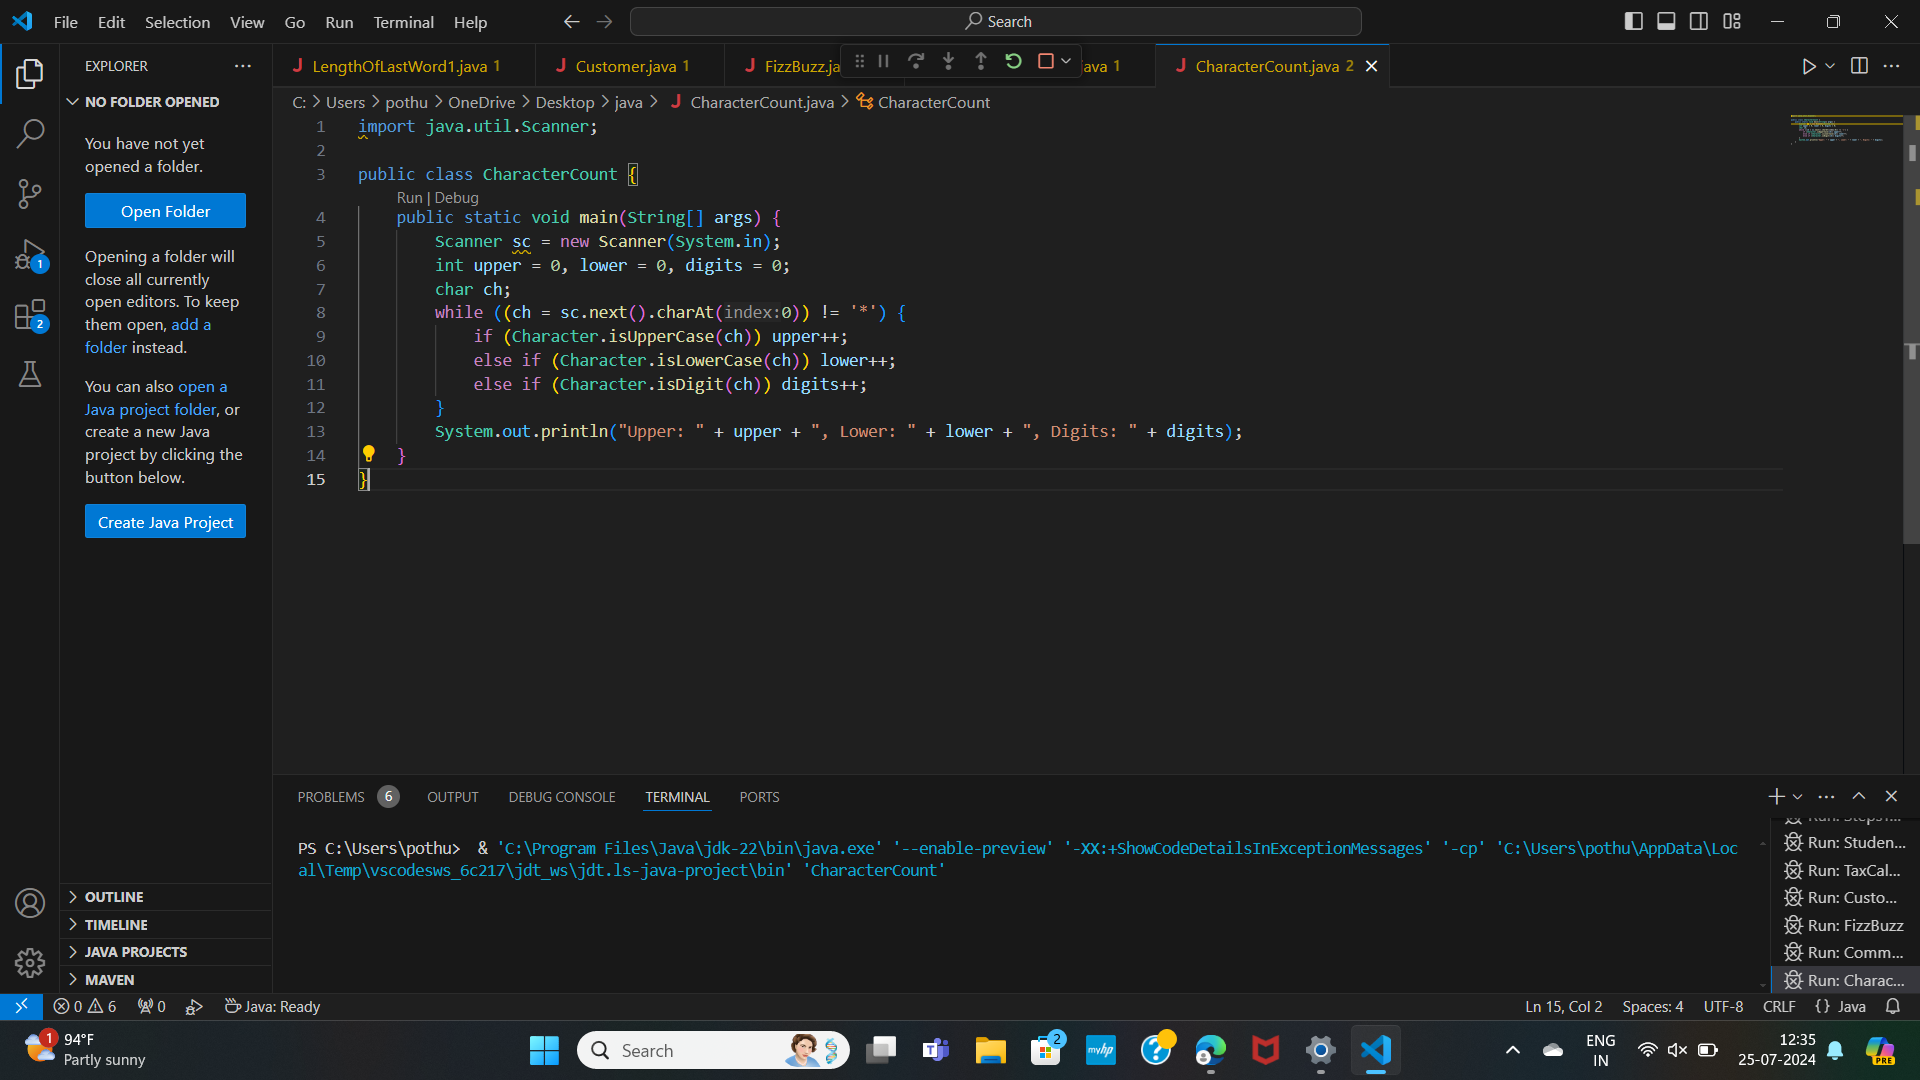 File Edit Selection View Go Run Terminal Help
Search
EXPLORER
NO FOLDER OPENED
You have not yet
opened a folder.
Open Folder
Opening a folder will
close all currently
open editors. To keep
them open, add a
folder instead.
You can also open a
Java project folder, or
create a new Java
project by clicking the
button below.
Create Java Project
OUTLINE
TIMELINE
JAVA PROJECTS
MAVEN
1
2
LengthOfLastWord1.java 1
Customer.java 1
FizzBuzz.ja
ava 1
CharacterCount.java 2
C: > Users > pothu > OneDrive > Desktop > java > CharacterCount.java > CharacterCount
1 import java.util.Scanner;
2
3 public class CharacterCount {
Run | Debug
4 public static void main(String[] args) {
5 Scanner sc = new Scanner(System.in);
6 int upper = 0, lower = 0, digits = 0;
7 char ch;
8 while ((ch = sc.next().charAt(index:0)) != '*') {
9 if (Character.isUpperCase(ch)) upper++;
10 else if (Character.isLowerCase(ch)) lower++;
11 else if (Character.isDigit(ch)) digits++;
12 }
13 System.out.println("Upper: " + upper + ", Lower: " + lower + ", Digits: " + digits);
14 }
15 }
PROBLEMS 6 OUTPUT DEBUG CONSOLE TERMINAL PORTS
PS C:\Users\pothu> & 'C:\Program Files\Java\jdk-22\bin\java.exe' '--enable-preview' '-XX:+ShowCodeDetailsInExceptionMessages' '-cp' 'C:\Users\pothu\AppData\Loc
al\Temp\vscodesws_6c217\jdt_ws\jdt.ls-java-project\bin' 'CharacterCount'
Run: Studen...
Run: TaxCal...
Run: Custo...
Run: FizzBuzz
Run: Comm...
Run: Charac...
0 6 0 Java: Ready
Ln 15, Col 2 Spaces: 4 UTF-8 CRLF {} Java
1
94°F
Partly sunny
Search
2
myhp
ENG
IN
12:35
25-07-2024
PRE